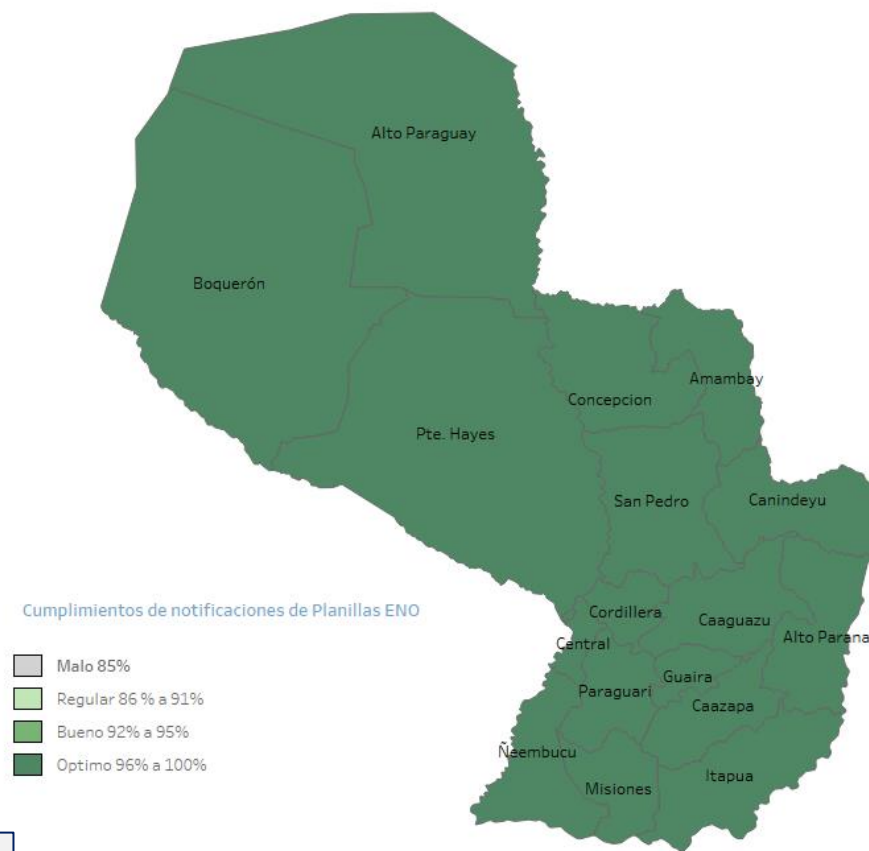 Alto Paraguay
Boquerón
Amambay
Concepcion
Pte. Hayes
San Pedro
Canindeyu
Cordillera
Caaguazu
Central
Alto Parana
Guaira
Paraguari
Caazapa
Ñeembucu
Itapua
Misiones
Cumplimientos de notificaciones de Planillas ENO
Malo 85%
Regular 86 % a 91%
Bueno 92% a 95%
Optimo 96% a 100%